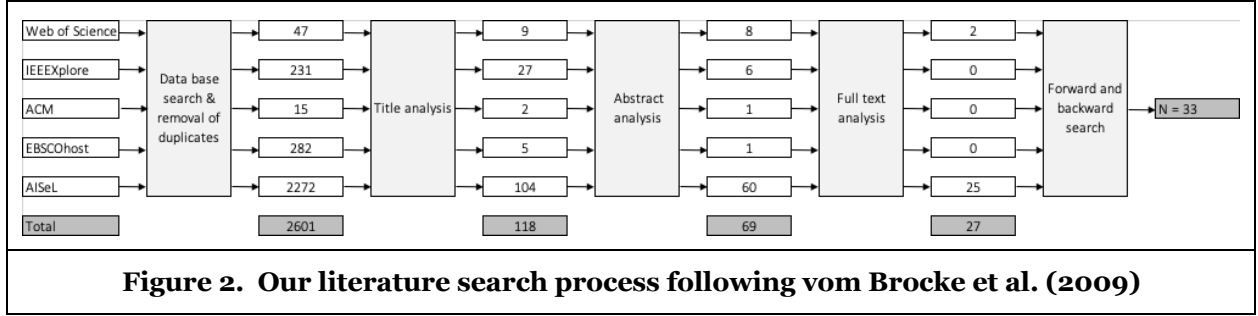 Web of Science 47 9 8 2
IEEEXplore 231 27 6 0
ACM 15 2 1 0
EBSCOhost 282 5 1 0
AISeL 2272 104 60 25
Data base
search &
removal of
duplicates
Title analysis
Abstract
analysis
Full text
analysis
Forward and
backward
search
N = 33
Total 2601 118 69 27
Figure 2. Our literature search process following vom Brocke et al. (2009)